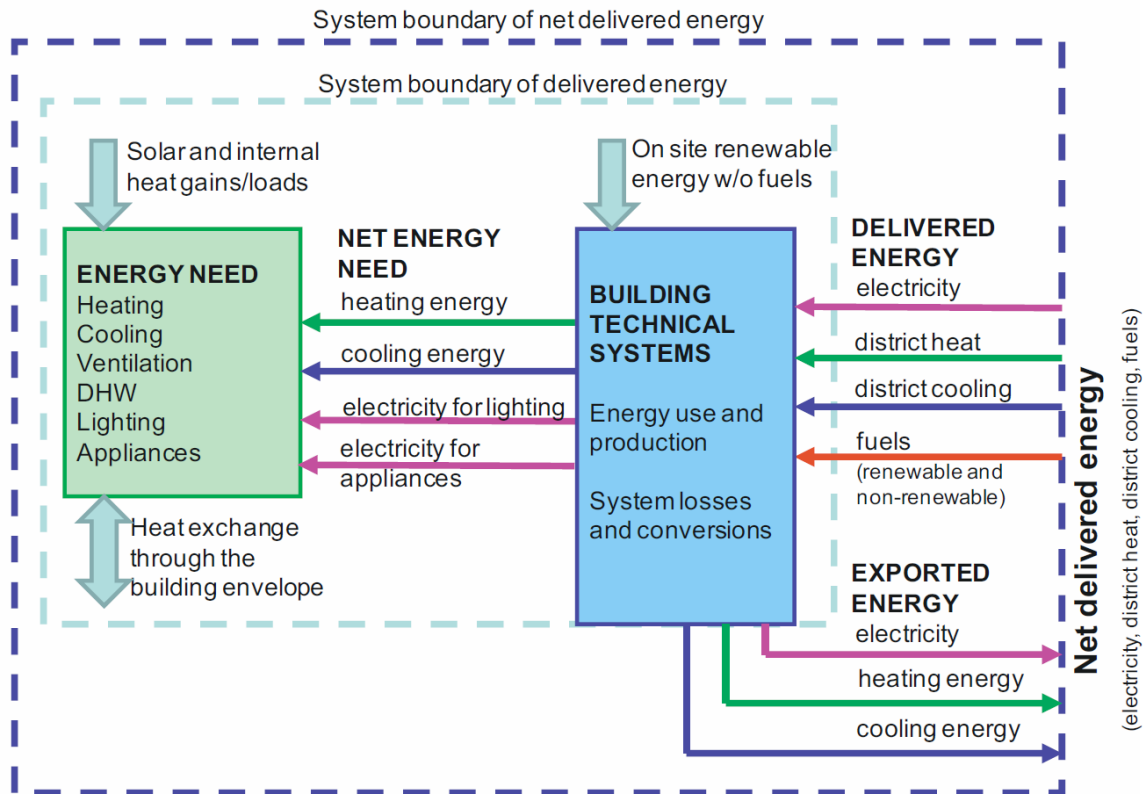 System boundary of net delivered energy
System boundary of delivered energy
Solar and internal
heat gains/loads
On site renewable
energy w/o fuels
ENERGY NEED
Heating
Cooling
Ventilation
DHW
Lighting
Appliances
NET ENERGY
NEED
heating energy
cooling energy
electricity for lighting
electricity for
appliances
BUILDING
TECHNICAL
SYSTEMS
Energy use and
production
System losses
and conversions
DELIVERED
ENERGY
electricity
district heat
district cooling
fuels
(renewable and
non-renewable)
Heat exchange
through the
building envelope
EXPORTED
ENERGY
electricity
heating energy
cooling energy
Net delivered energy
(electricity, district heat, district cooling, fuels)